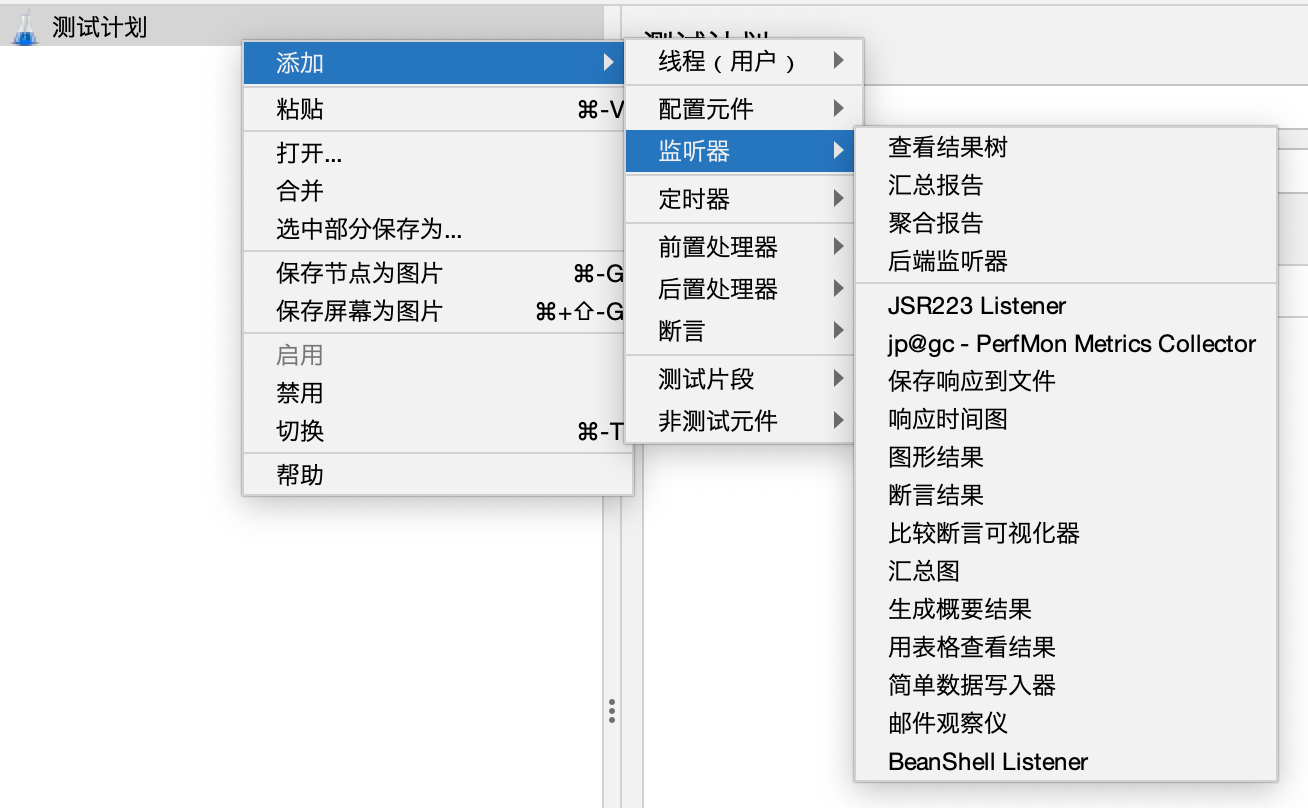 测试计划
添加
粘贴 ⌘-V
打开...
合并
选中部分保存为...
保存节点为图片 ⌘-G
保存屏幕为图片 ⌘+⇧-G
启用
禁用
切换 ⌘-T
帮助
测试计划
线程（用户）
配置元件
监听器
定时器
前置处理器
后置处理器
断言
测试片段
非测试元件
查看结果树
汇总报告
聚合报告
后端监听器
JSR223 Listener
jp@gc - PerfMon Metrics Collector
保存响应到文件
响应时间图
图形结果
断言结果
比较断言可视化器
汇总图
生成概要结果
用表格查看结果
简单数据写入器
邮件观察仪
BeanShell Listener